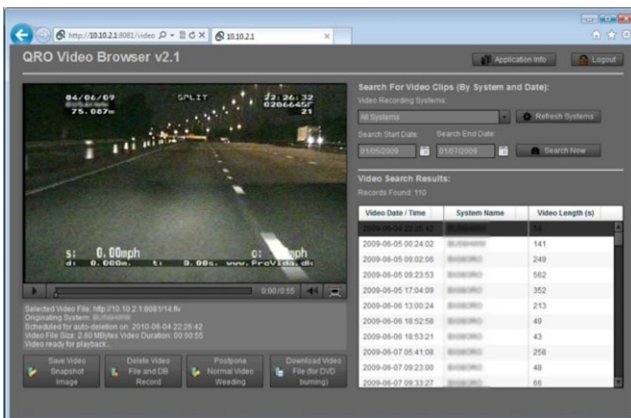 http://10.10.2.1:8081/video
10.10.2.1
QRO Video Browser v2.1
Application Info
Logout
04/06/09
SPLIT
75.087m
21
s: 0.00mph
o: mph
d: 0.000m. t: 0.00s. www.ProVida.dk
0:00/0:55
Selected Video File: http://10.10.2.1:8081/14.flv
Originating System:
Scheduled for auto-deletion on: 2010-06-04 22:26:42
Video File Size: 2.60 MBytes Video Duration: 00:00:55
Video ready for playback...
Save Video Snapshot Image
Delete Video File and DB Record
Postpone Normal Video Weeding
Download Video File (for DVD burning)
Search For Video Clips (By System and Date):
Video Recording Systems:
All Systems
Refresh Systems
Search Start Date:
Search End Date:
01/05/2009
01/07/2009
Search Now
Video Search Results:
Records Found: 110
Video Date / Time
System Name
Video Length (s)
2009-06-04 22:25:42
54
2009-06-05 00:24:02
141
2009-06-05 09:02:06
249
2009-06-05 09:23:53
562
2009-06-05 17:04:09
352
2009-06-06 13:00:24
213
2009-06-06 18:52:58
49
2009-06-06 18:53:21
43
2009-06-07 05:41:08
258
2009-06-07 09:23:00
48
2009-06-07 09:33:27
66